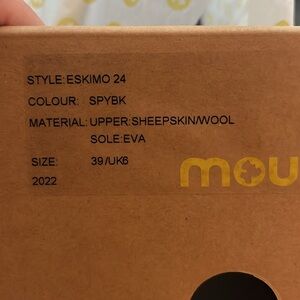 STYLE: ESKIMO 24
COLOUR: SPYBK
MATERIAL: UPPER: SHEEPSKIN/WOOL
SOLE: EVA
SIZE: 39/UK6
mou
2022